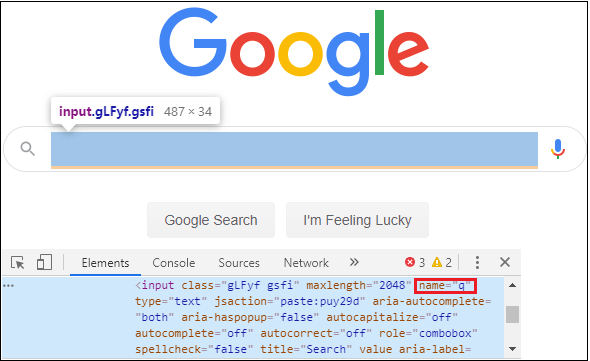 Google
input.gLFyf.gsfi 487 × 34
Google Search I'm Feeling Lucky
Elements Console Sources Network » 3 2
... <input class="gLFyf gsfi" maxlength="2048" name="q"
type="text" jsaction="paste:puy29d" aria-autocomplete=
"both" aria-haspopup="false" autocapitalize="off"
autocomplete="off" autocorrect="off" role="combobox"
spellcheck="false" title="Search" value aria-label=